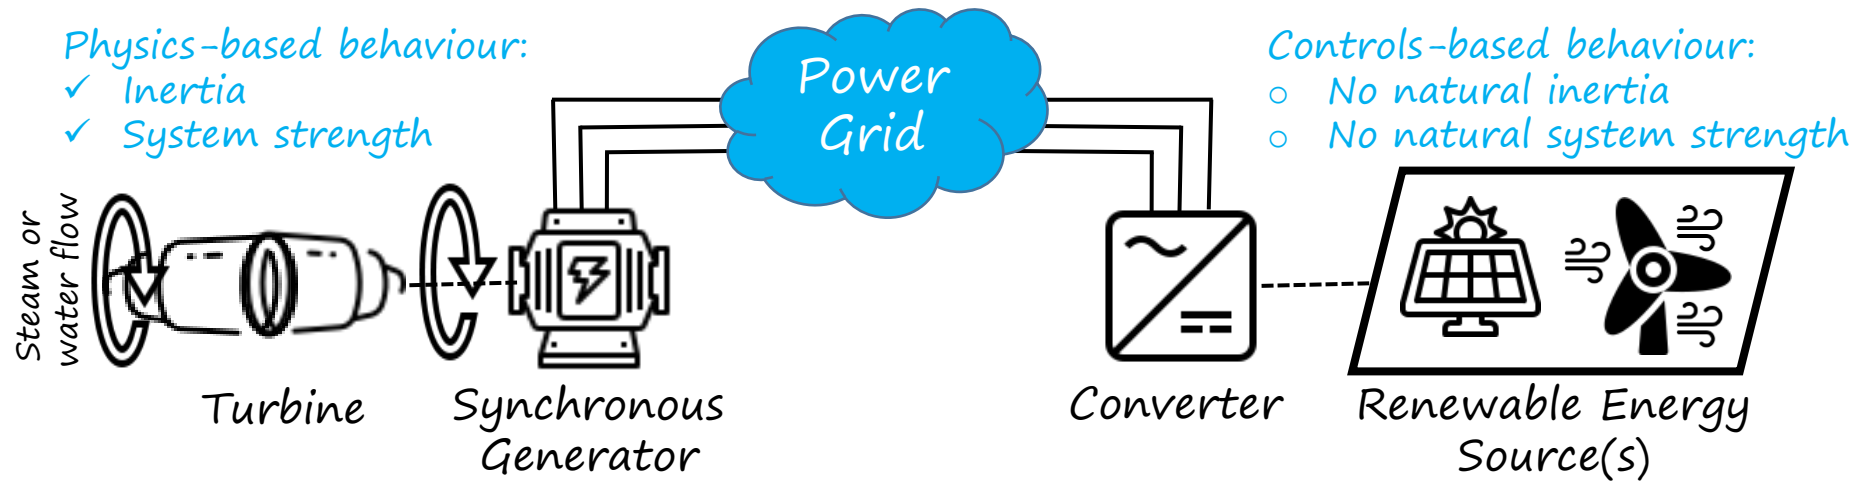 Physics-based behaviour:
✓ Inertia
✓ System strength
Power
Grid
Controls-based behaviour:
o No natural inertia
o No natural system strength
Steam or
water flow
Turbine
Synchronous
Generator
Converter
Renewable Energy
Source(s)